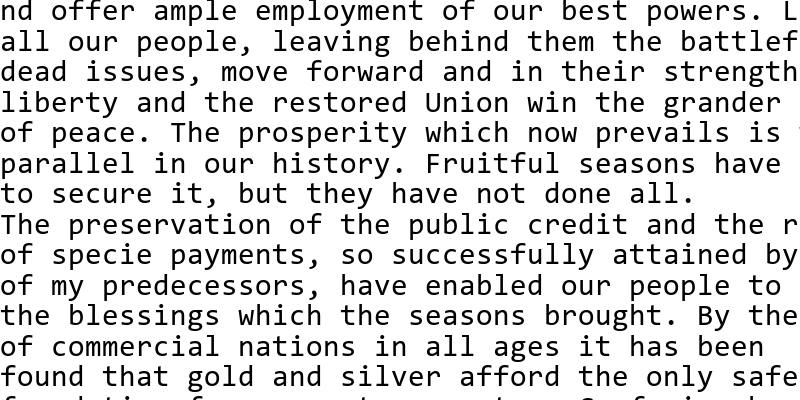 nd offer ample employment of our best powers. L
all our people, leaving behind them the battlef
dead issues, move forward and in their strength
liberty and the restored Union win the grander
of peace. The prosperity which now prevails is
parallel in our history. Fruitful seasons have
to secure it, but they have not done all.
The preservation of the public credit and the r
of specie payments, so successfully attained by
of my predecessors, have enabled our people to
the blessings which the seasons brought. By the
of commercial nations in all ages it has been
found that gold and silver afford the only safe